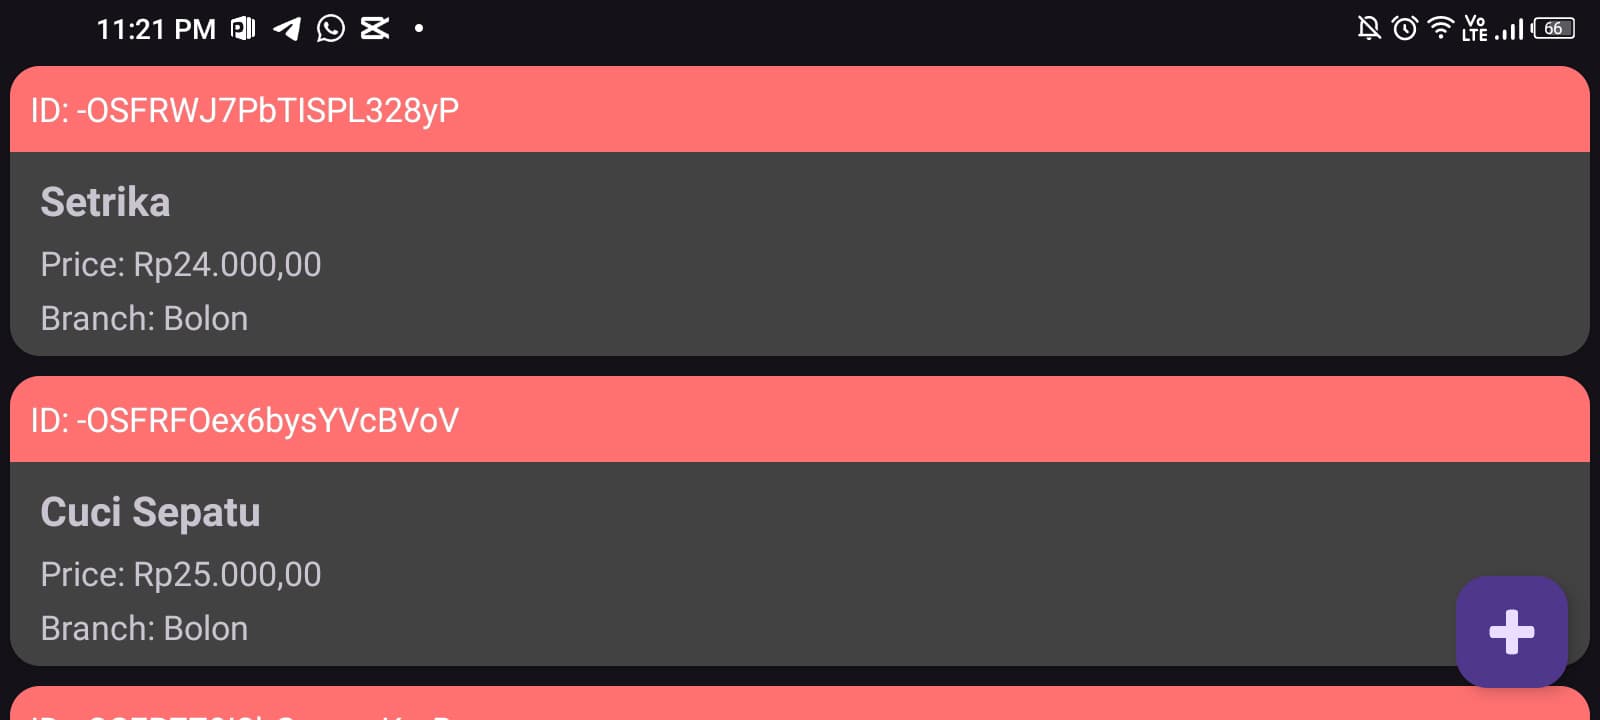 11:21 PM
Vo LTE
66
ID: -OSFRWJ7PbTISPL328yP
Setrika
Price: Rp24.000,00
Branch: Bolon
ID: -OSFRFOex6bysYVcBVoV
Cuci Sepatu
Price: Rp25.000,00
Branch: Bolon